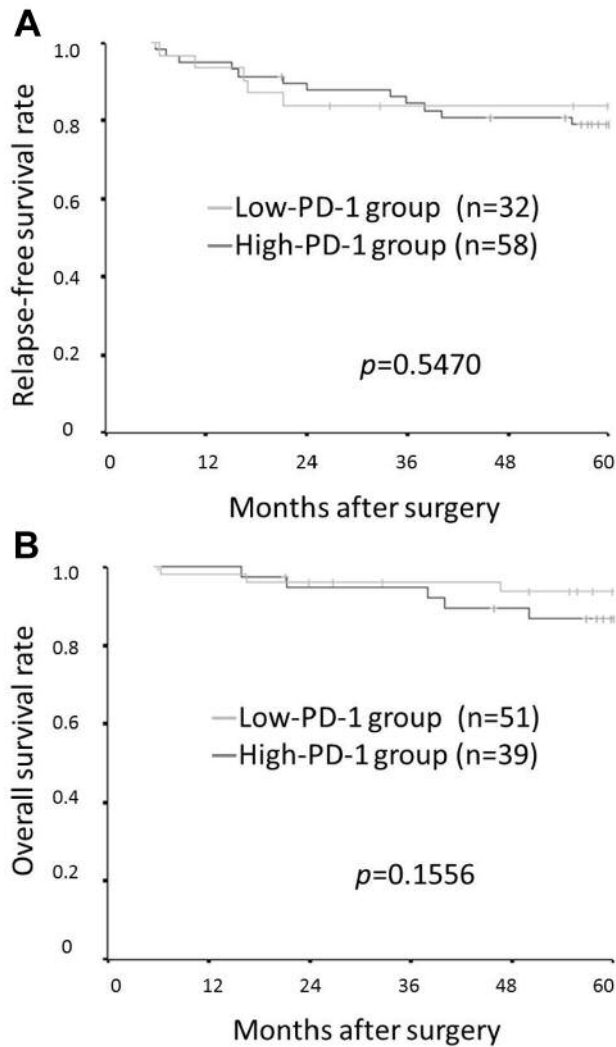 A
Relapse-free survival rate
1.0
0.8
0.6
0.4
0.2
0
Low-PD-1 group (n=32)
High-PD-1 group (n=58)
p=0.5470
0 12 24 36 48 60
Months after surgery
B
Overall survival rate
1.0
0.8
0.6
0.4
0.2
0
Low-PD-1 group (n=51)
High-PD-1 group (n=39)
p=0.1556
0 12 24 36 48 60
Months after surgery